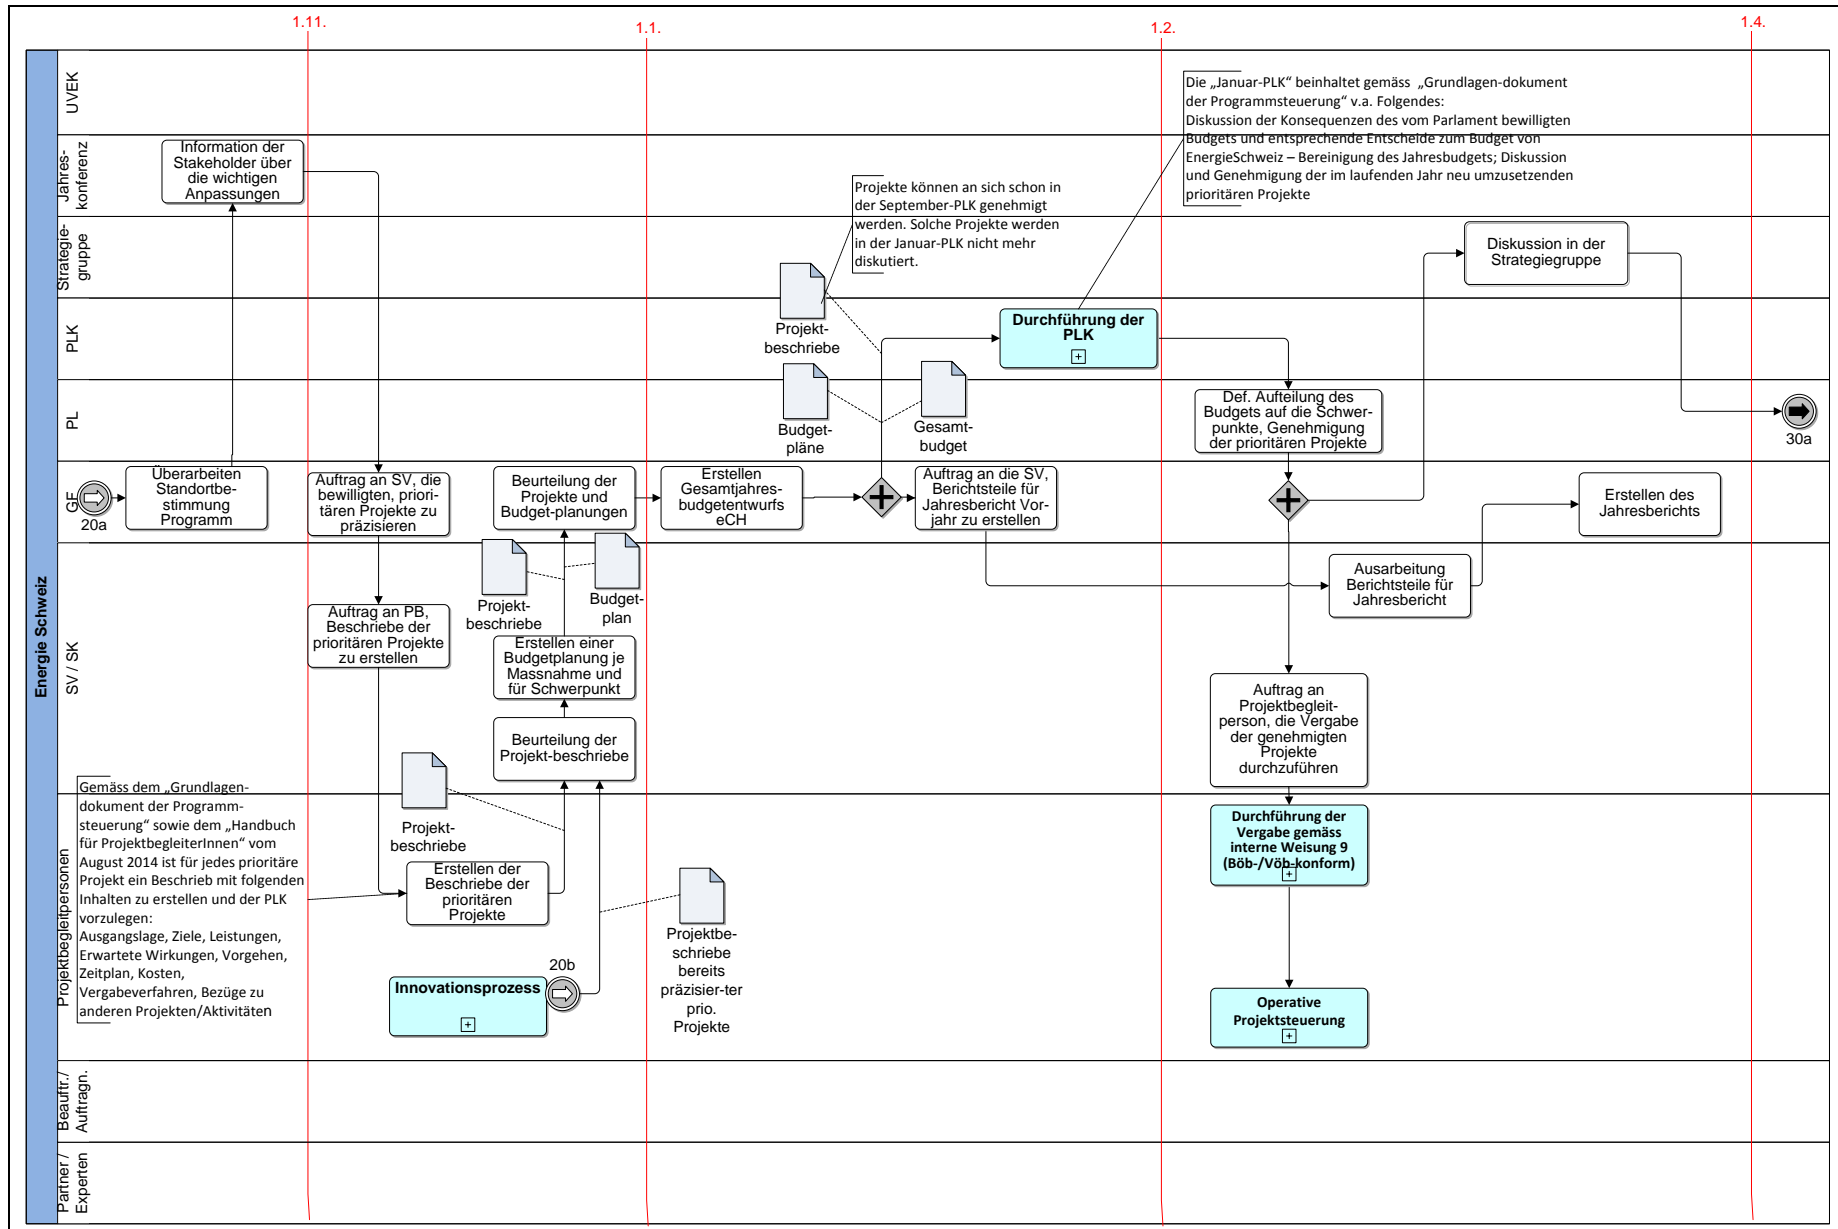 1.11.
1.1.
1.2.
1.4.
Energie Schweiz
UVEK
Jahres-
konferenz
Strategie-
gruppe
PLK
PL
GF
SV / SK
Projektbegleitpersonen
Beauftr./
Auftragn.
Partner /
Experten
Information der
Stakeholder über
die wichtigen
Anpassungen
Die „Januar-PLK“ beinhaltet gemäss „Grundlagen-dokument
der Programmsteuerung“ v.a. Folgendes:
Diskussion der Konsequenzen des vom Parlament bewilligten
Budgets und entsprechende Entscheide zum Budget von
EnergieSchweiz – Bereinigung des Jahresbudgets; Diskussion
und Genehmigung der im laufenden Jahr neu umzusetzenden
prioritären Projekte
Projekte können an sich schon in
der September-PLK genehmigt
werden. Solche Projekte werden
in der Januar-PLK nicht mehr
diskutiert.
Diskussion in der
Strategiegruppe
Projekt-
beschriebe
Durchführung der
PLK
Budget-
pläne
Gesamt-
budget
Def. Aufteilung des
Budgets auf die Schwer-
punkte, Genehmigung
der prioritären Projekte
30a
20a
Überarbeiten
Standortbe-
stimmung
Programm
Auftrag an SV, die
bewilligten, priori-
tären Projekte zu
präzisieren
Beurteilung der
Projekte und
Budget-planungen
Erstellen
Gesamtjahres-
budgetentwurfs
eCH
Auftrag an die SV,
Berichtsteile für
Jahresbericht Vor-
jahr zu erstellen
Erstellen des
Jahresberichts
Projekt-
beschriebe
Budget-
plan
Ausarbeitung
Berichtsteile für
Jahresbericht
Auftrag an PB,
Beschriebe der
prioritären Projekte
zu erstellen
Erstellen einer
Budgetplanung je
Massnahme und
für Schwerpunkt
Beurteilung der
Projekt-beschriebe
Auftrag an
Projektbegleit-
person, die Vergabe
der genehmigten
Projekte
durchzuführen
Gemäss dem „Grundlagen-
dokument der Programm-
steuerung“ sowie dem „Handbuch
für ProjektbegleiterInnen“ vom
August 2014 ist für jedes prioritäre
Projekt ein Beschrieb mit folgenden
Inhalten zu erstellen und der PLK
vorzulegen:
Ausgangslage, Ziele, Leistungen,
Erwartete Wirkungen, Vorgehen,
Zeitplan, Kosten,
Vergabeverfahren, Bezüge zu
anderen Projekten/Aktivitäten
Projekt-
beschriebe
Erstellen der
Beschriebe der
prioritären
Projekte
Durchführung der
Vergabe gemäss
interne Weisung 9
(Böb-/Vöb-konform)
Projektbe-
schriebe
bereits
präzisier-ter
prio.
Projekte
20b
Innovationsprozess
Operative
Projektsteuerung